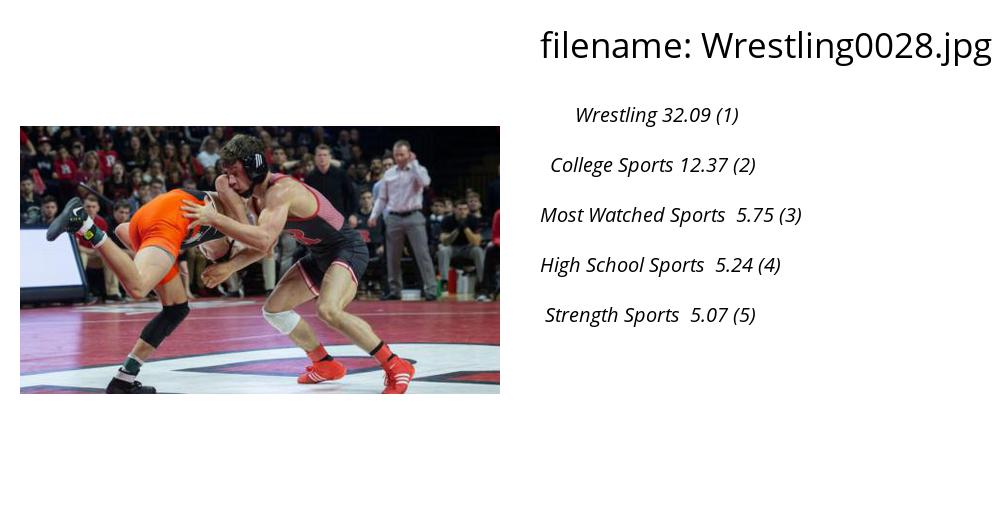 filename: Wrestling0028.jpg
Wrestling 32.09 (1)
College Sports 12.37 (2)
Most Watched Sports 5.75 (3)
High School Sports 5.24 (4)
Strength Sports 5.07 (5)
R